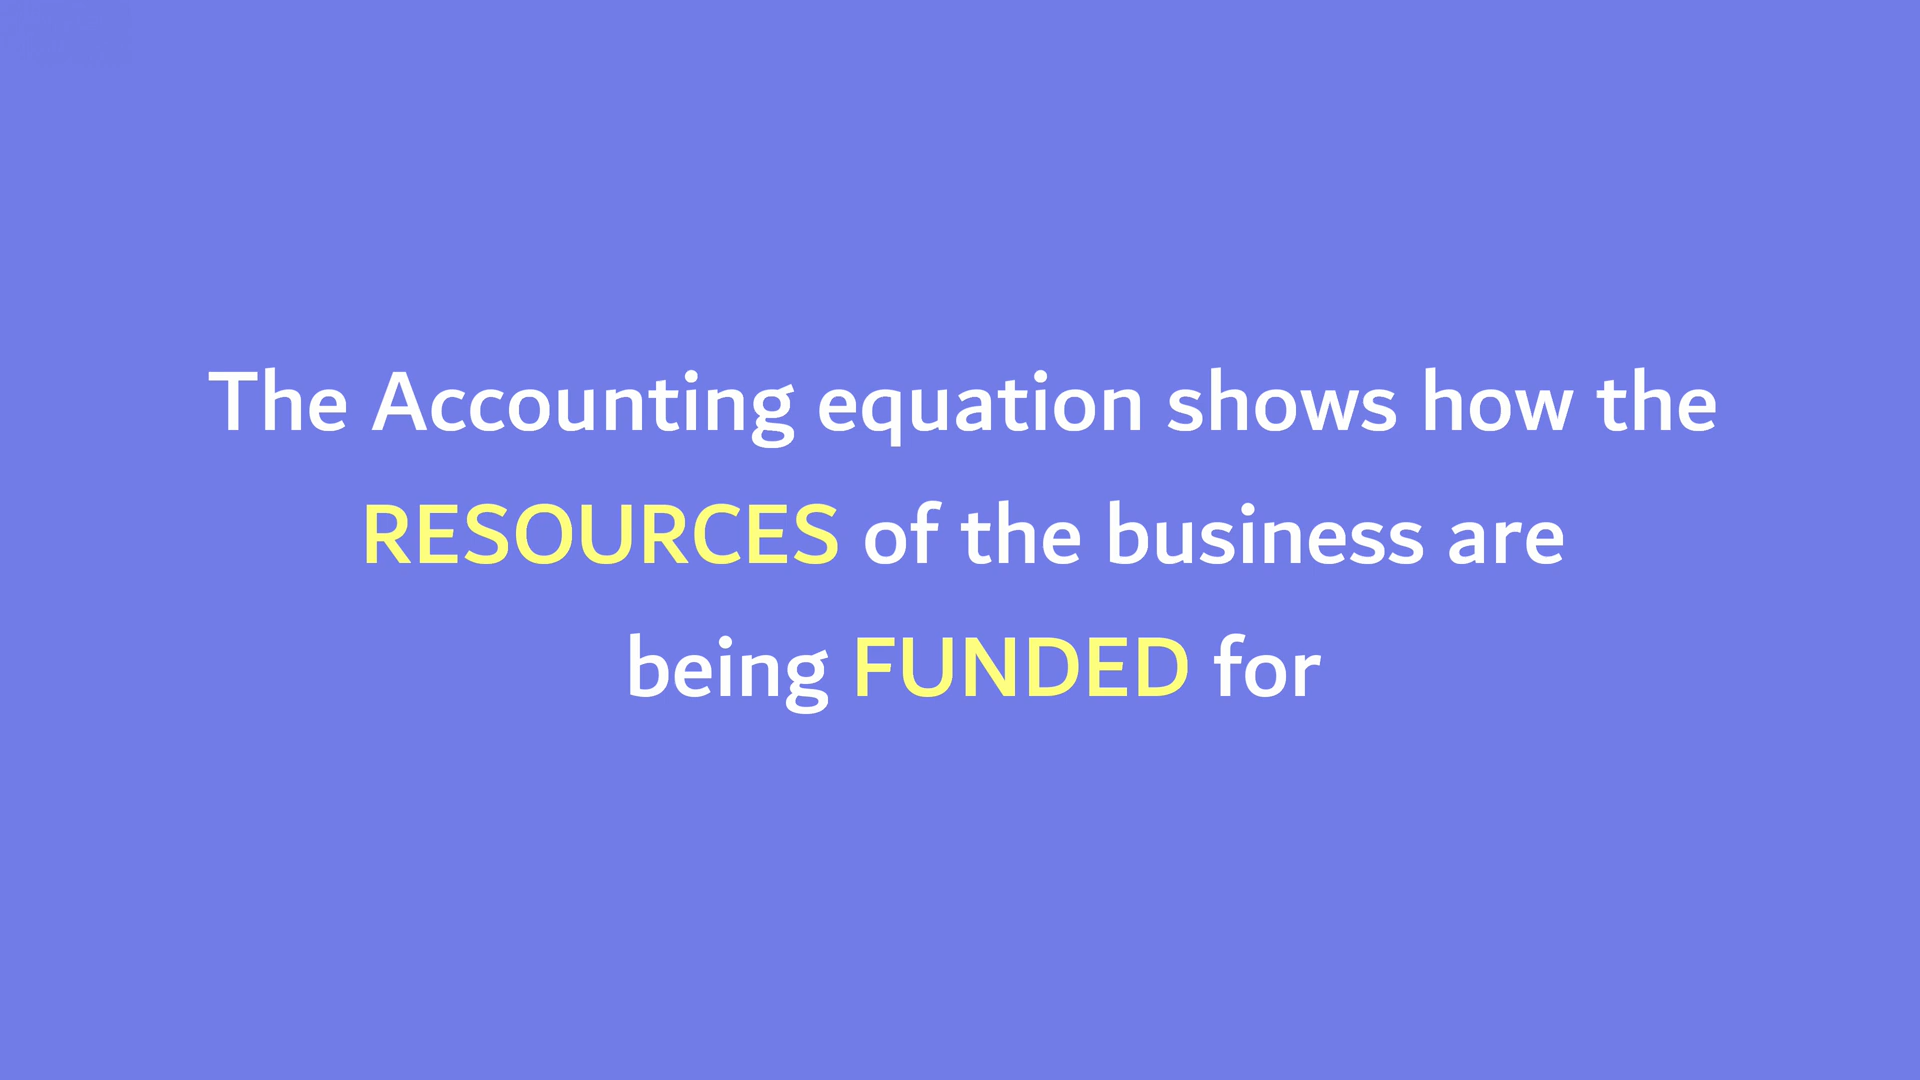 The Accounting equation shows how the
RESOURCES of the business are
being FUNDED for